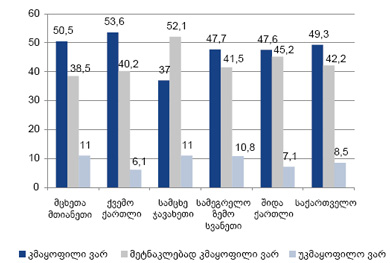 60
50
40
30
20
10
0
50,5
38,5
11
53,6
40,2
6,1
37
52,1
11
47,7
41,5
10,8
47,6
45,2
7,1
49,3
42,2
8,5
მცხეთა
მთიანეთი
ქვემო
ქართლი
სამცხე
ჯავახეთი
სამეგრელო
ზემო
სვანეთი
შიდა
ქართლი
საქართველო
კმაყოფილი ვარ
მეტნაკლებად კმაყოფილი ვარ
უკმაყოფილო ვარ